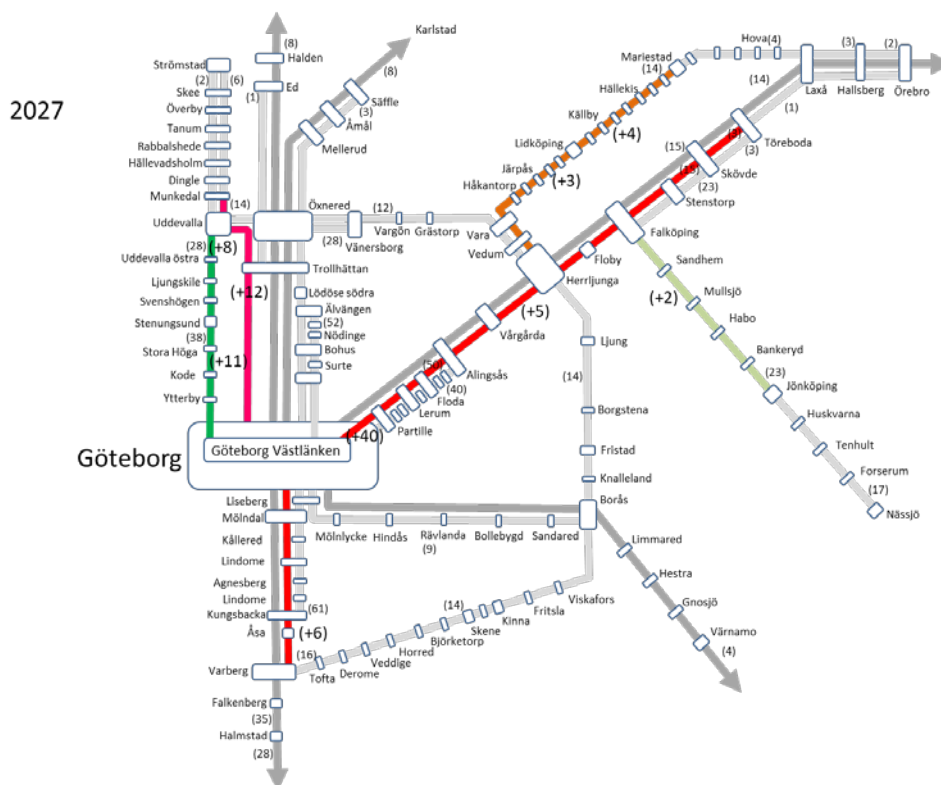 2027
Karlstad
(8)
Halden
(8)
Strömstad
(2)
(6)
Skee
Överby
Tanum
Rabbalshede
Hällevadsholm
Dingle
Munkedal
(14)
Uddevalla
Ed
(1)
Säffle
(3)
Åmål
Mellerud
Öxnered
(12)
Vargön
Grästorp
(28)
Vänersborg
Trollhättan
(28)
(+8)
Uddevalla östra
Ljungskile
Svenshögen
Stenungsund
(38)
Stora Höga
(+11)
Kode
Ytterby
(+12)
Lödöse södra
Älvängen
(52)
Nödinge
Bohus
Surte
Hova
(4)
Mariestad
(14)
Hällekis
Källby
(+4)
Lidköping
Järpås
(+3)
Håkantorp
Vara
Vedum
(3)
(2)
Laxå
Hallsberg
Örebro
(14)
(1)
Töreboda
(3)
(15)
Skövde
(23)
Stenstorp
Falköping
Floby
Herrljunga
(+5)
Vårgårda
Alingsås
(40)
Floda
Lerum
Partille
(+40)
Sandhem
(+2)
Mullsjö
Habo
Bankeryd
(23)
Jönköping
Huskvarna
Tenhult
Forserum
(17)
Nässjö
Ljung
(14)
Borgstena
Fristad
Knalleland
Borås
Göteborg
Göteborg Västlänken
Liseberg
Mölndal
Kållered
Lindome
Agnesberg
Lindome
Kungsbacka
(61)
Åsa
(+6)
(16)
Varberg
Falkenberg
(35)
Halmstad
(28)
Mölnlycke
Hindås
Rävlanda
(9)
Bollebygd
Sandared
Limmared
Hestra
Gnosjö
Värnamo
(4)
Viskafors
Fritsla
Kinna
Skene
(14)
Björketorp
Horred
Veddige
Derome
Tofta